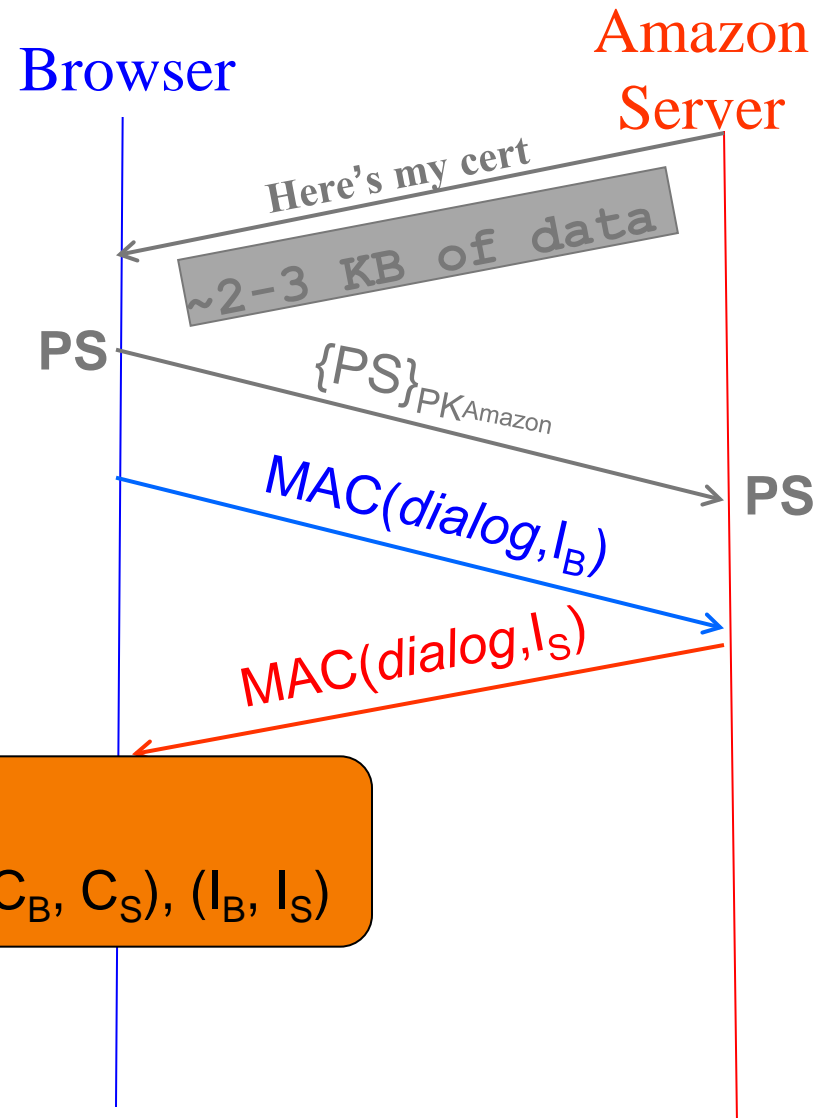 Browser
Amazon
Server
Here’s my cert
~2-3 KB of data
PS
{PS}PKAmazon
PS
MAC(dialog,IB)
MAC(dialog,IS)
CB, CS), (IB, IS)